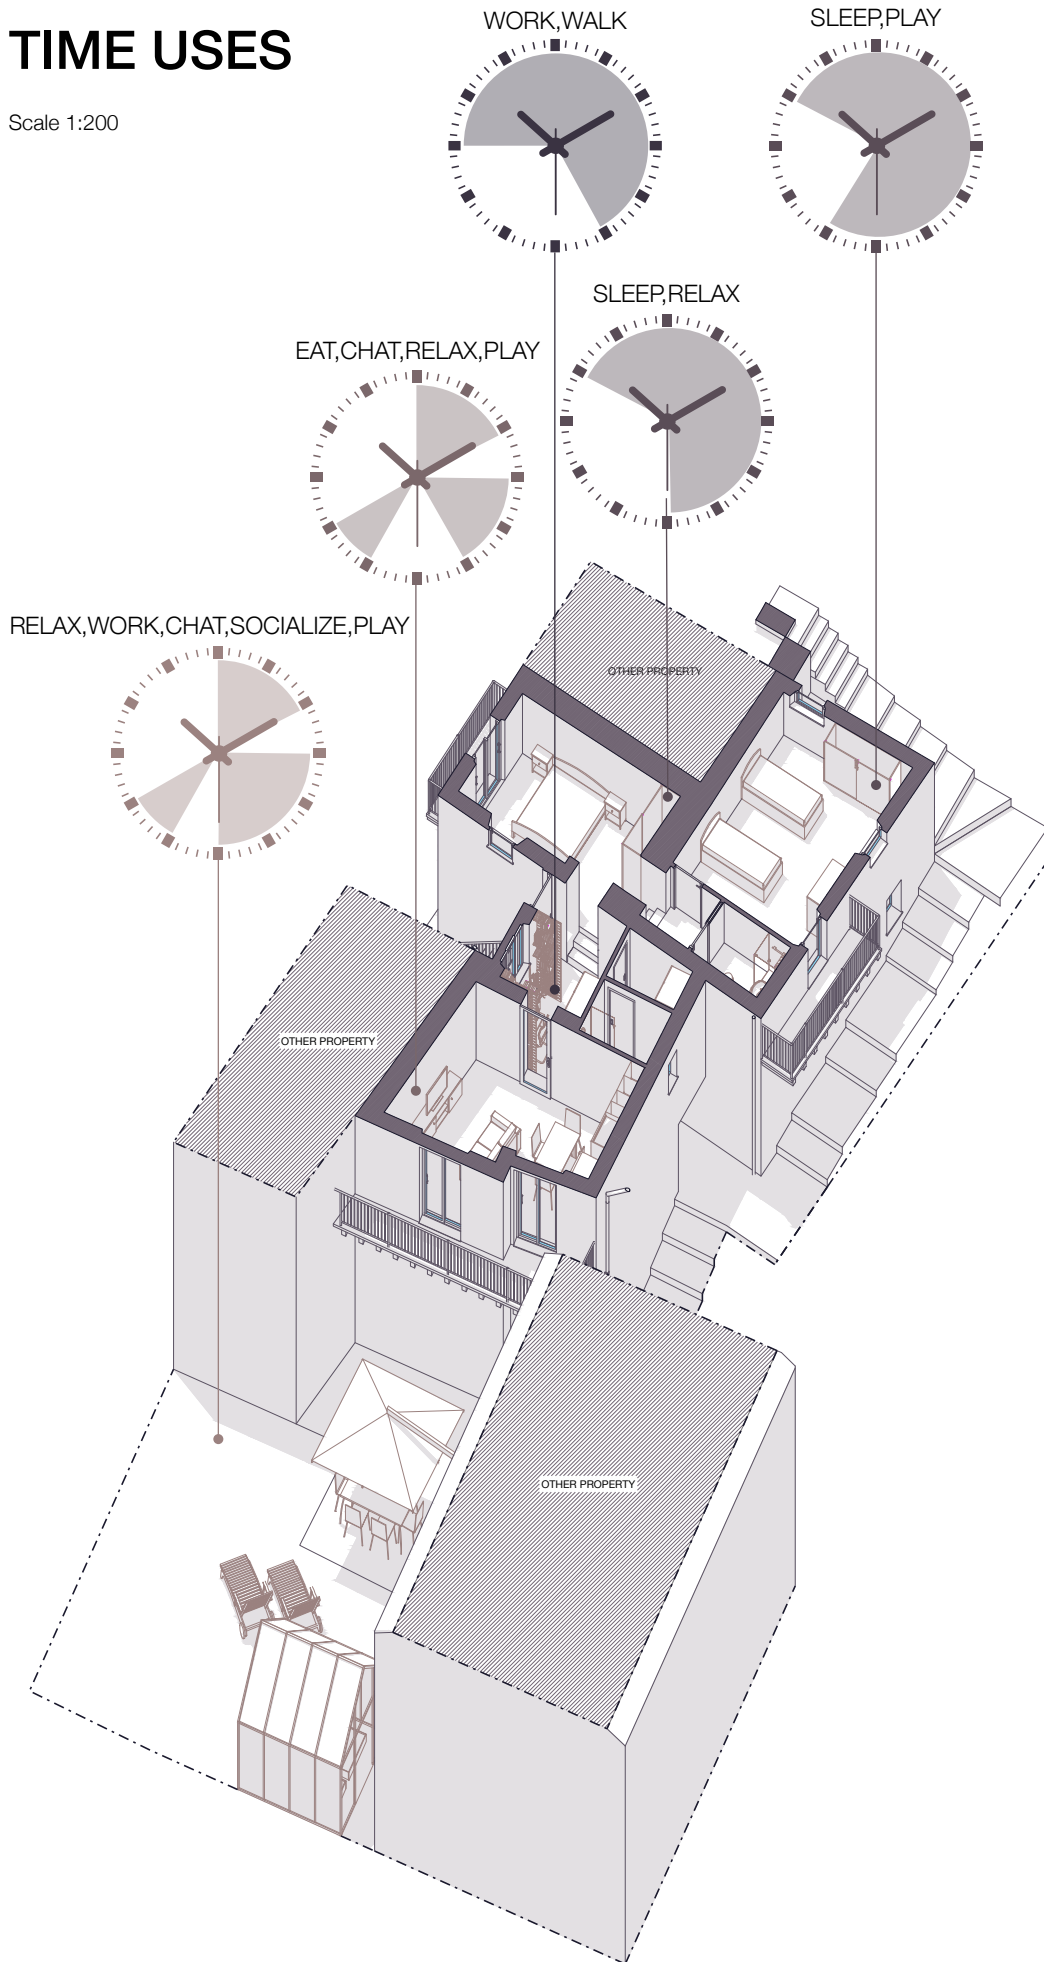 TIME USES
Scale 1:200
WORK,WALK
SLEEP,PLAY
SLEEP,RELAX
EAT,CHAT,RELAX,PLAY
RELAX,WORK,CHAT,SOCIALIZE,PLAY
OTHER PROPERTY
OTHER PROPERTY
OTHER PROPERTY